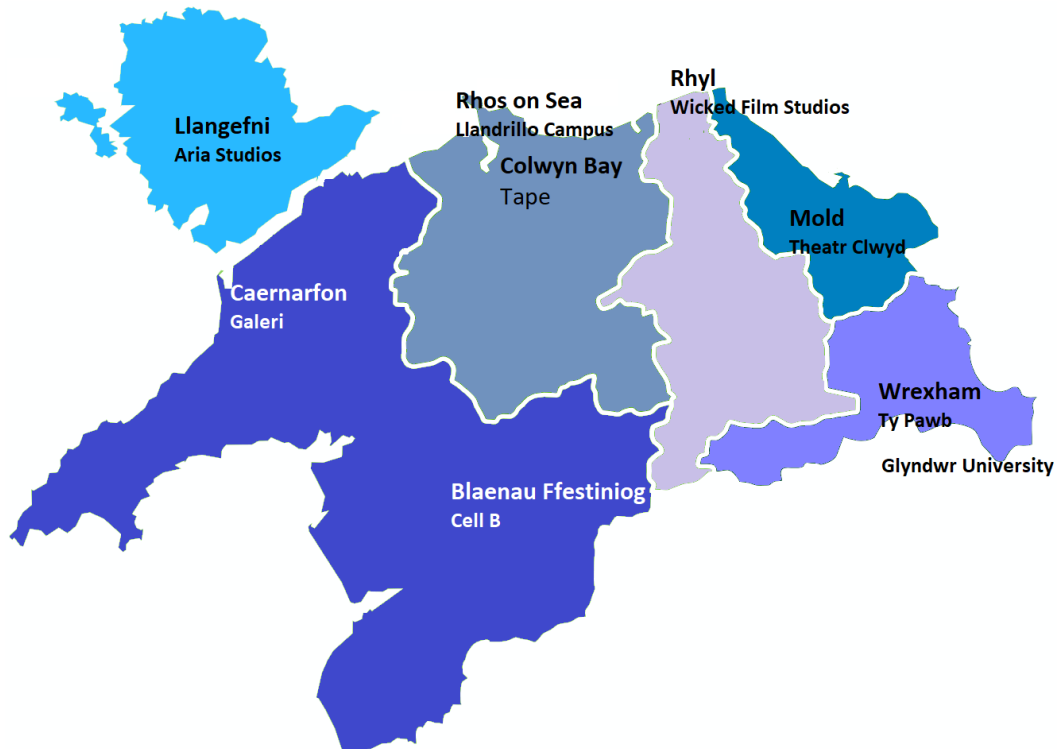 Rhyl
Wicked Film Studios
Rhos on Sea
Llandrillo Campus
Llangefni
Aria Studios
Colwyn Bay
Tape
Mold
Theatr Clwyd
Caernarfon
Galeri
Wrexham
Ty Pawb
Glyndwr University
Blaenau Ffestiniog
Cell B